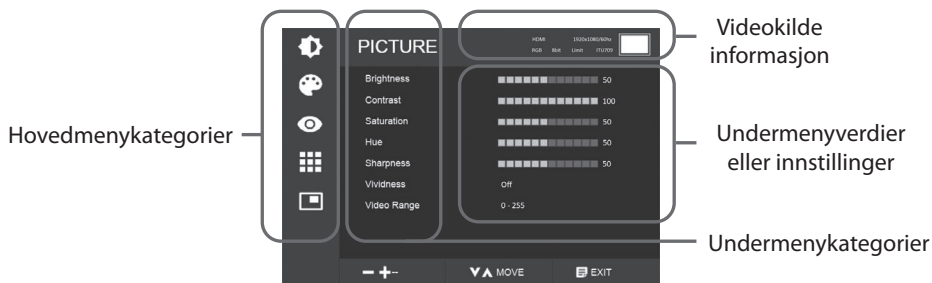 Hovedmenykategorier
PICTURE
HDMI 1920x1080/60hz
RGB 8bit Limit ITU709
Brightness 50
Contrast 100
Saturation 50
Hue 50
Sharpness 50
Vividness Off
Video Range 0 - 255
MOVE
EXIT
Videokilde
informasjon
Undermenyverdier
eller innstillinger
Undermenykategorier